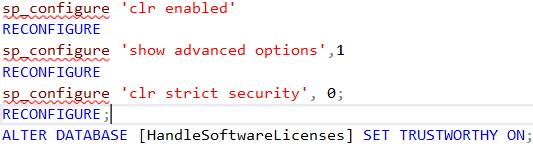 sp_configure 'clr enabled'
RECONFIGURE
sp_configure 'show advanced options',1
RECONFIGURE
sp_configure 'clr strict security', 0;
RECONFIGURE;
ALTER DATABASE [HandleSoftwareLicenses] SET TRUSTWORTHY ON;